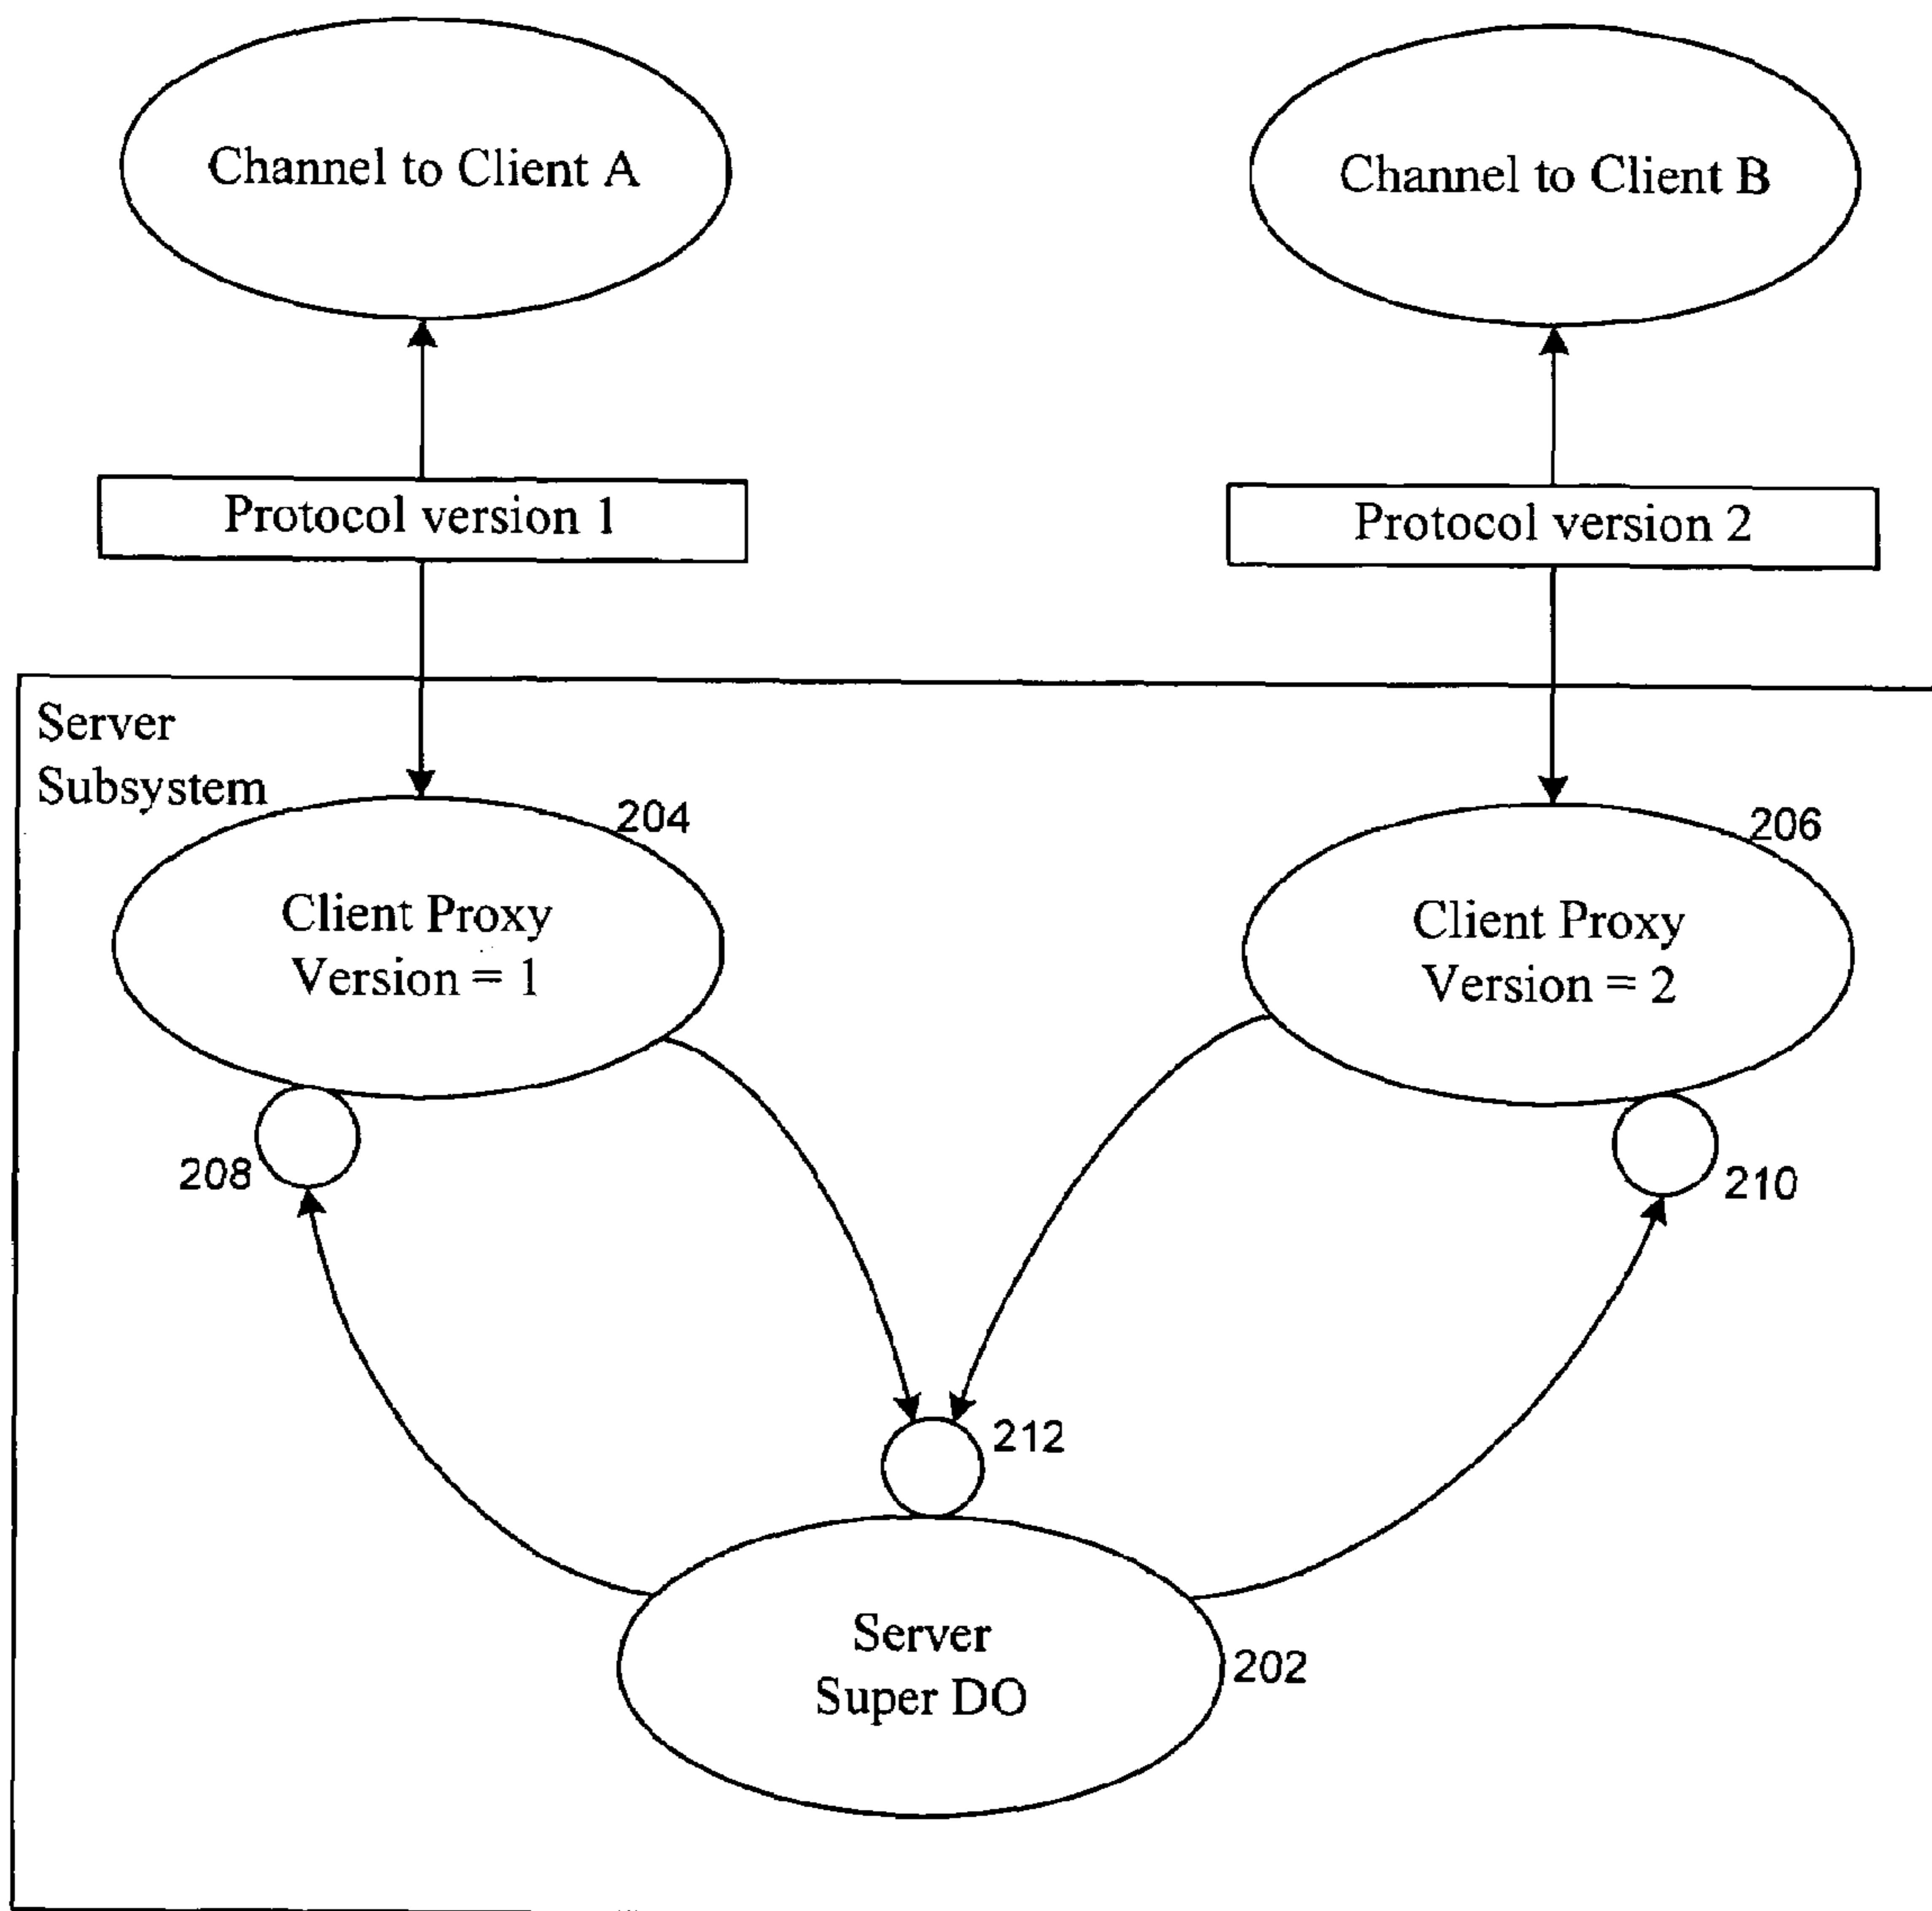 Channel to Client A
Channel to Client B
Protocol version 1
Protocol version 2
Server
Subsystem
204
206
Client Proxy
Version = 1
Client Proxy
Version = 2
208
210
212
Server
Super DO
202